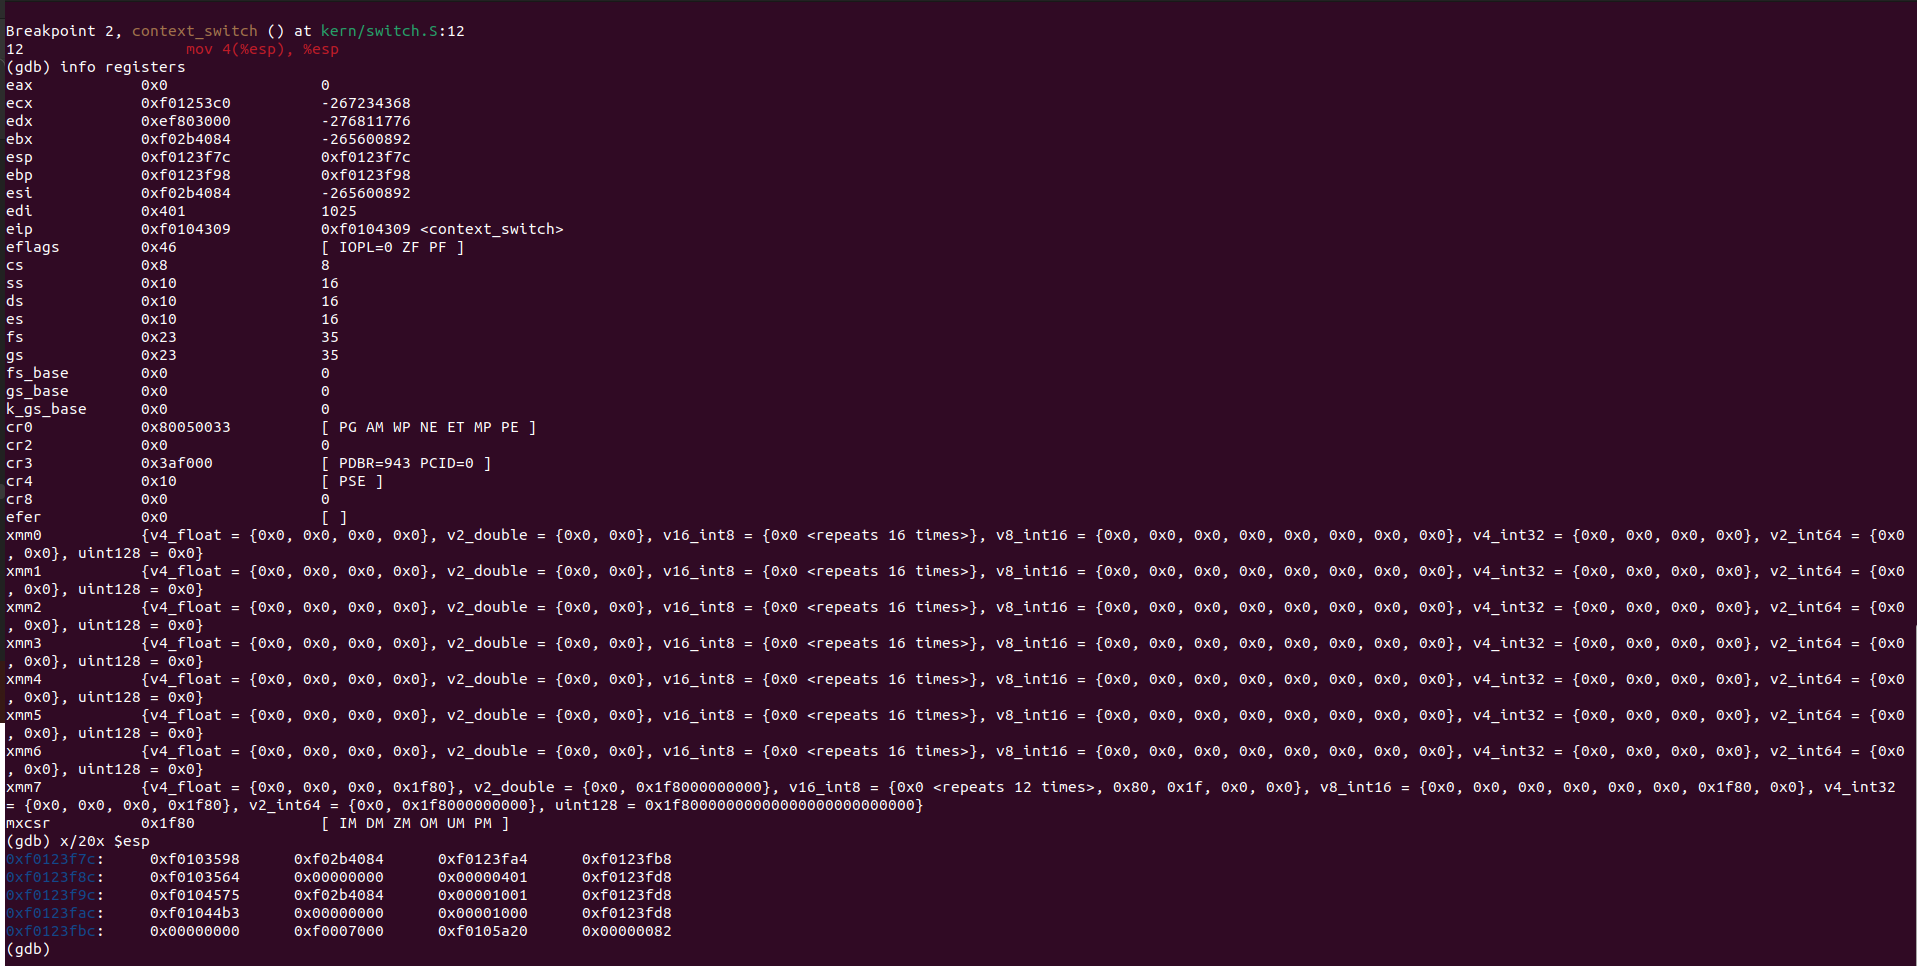 Breakpoint 2, context_switch () at kern/switch.S:12
12                  mov 4(%esp), %esp
(gdb) info registers
eax            0x0                 0
ecx            0xf01253c0          -267234368
edx            0xef803000          -276811776
ebx            0xf02b4084          -265600892
esp            0xf0123f7c          0xf0123f7c
ebp            0xf0123f98          0xf0123f98
esi            0xf02b4084          -265600892
edi            0x401               1025
eip            0xf0104309          0xf0104309 <context_switch>
eflags         0x46                [ IOPL=0 ZF PF ]
cs             0x8                 8
ss             0x10                16
ds             0x10                16
es             0x10                16
fs             0x23                35
gs             0x23                35
fs_base        0x0                 0
gs_base        0x0                 0
k_gs_base      0x0                 0
cr0            0x80050033          [ PG AM WP NE ET MP PE ]
cr2            0x0                 0
cr3            0x3af000            [ PDBR=943 PCID=0 ]
cr4            0x10                [ PSE ]
cr8            0x0                 0
efer           0x0                 [ ]
xmm0           {v4_float = {0x0, 0x0, 0x0, 0x0}, v2_double = {0x0, 0x0}, v16_int8 = {0x0 <repeats 16 times>}, v8_int16 = {0x0, 0x0, 0x0, 0x0, 0x0, 0x0, 0x0, 0x0}, v4_int32 = {0x0, 0x0, 0x0, 0x0}, v2_int64 = {0x0
, 0x0}, uint128 = 0x0}
xmm1           {v4_float = {0x0, 0x0, 0x0, 0x0}, v2_double = {0x0, 0x0}, v16_int8 = {0x0 <repeats 16 times>}, v8_int16 = {0x0, 0x0, 0x0, 0x0, 0x0, 0x0, 0x0, 0x0}, v4_int32 = {0x0, 0x0, 0x0, 0x0}, v2_int64 = {0x0
, 0x0}, uint128 = 0x0}
xmm2           {v4_float = {0x0, 0x0, 0x0, 0x0}, v2_double = {0x0, 0x0}, v16_int8 = {0x0 <repeats 16 times>}, v8_int16 = {0x0, 0x0, 0x0, 0x0, 0x0, 0x0, 0x0, 0x0}, v4_int32 = {0x0, 0x0, 0x0, 0x0}, v2_int64 = {0x0
, 0x0}, uint128 = 0x0}
xmm3           {v4_float = {0x0, 0x0, 0x0, 0x0}, v2_double = {0x0, 0x0}, v16_int8 = {0x0 <repeats 16 times>}, v8_int16 = {0x0, 0x0, 0x0, 0x0, 0x0, 0x0, 0x0, 0x0}, v4_int32 = {0x0, 0x0, 0x0, 0x0}, v2_int64 = {0x0
, 0x0}, uint128 = 0x0}
xmm4           {v4_float = {0x0, 0x0, 0x0, 0x0}, v2_double = {0x0, 0x0}, v16_int8 = {0x0 <repeats 16 times>}, v8_int16 = {0x0, 0x0, 0x0, 0x0, 0x0, 0x0, 0x0, 0x0}, v4_int32 = {0x0, 0x0, 0x0, 0x0}, v2_int64 = {0x0
, 0x0}, uint128 = 0x0}
xmm5           {v4_float = {0x0, 0x0, 0x0, 0x0}, v2_double = {0x0, 0x0}, v16_int8 = {0x0 <repeats 16 times>}, v8_int16 = {0x0, 0x0, 0x0, 0x0, 0x0, 0x0, 0x0, 0x0}, v4_int32 = {0x0, 0x0, 0x0, 0x0}, v2_int64 = {0x0
, 0x0}, uint128 = 0x0}
xmm6           {v4_float = {0x0, 0x0, 0x0, 0x0}, v2_double = {0x0, 0x0}, v16_int8 = {0x0 <repeats 16 times>}, v8_int16 = {0x0, 0x0, 0x0, 0x0, 0x0, 0x0, 0x0, 0x0}, v4_int32 = {0x0, 0x0, 0x0, 0x0}, v2_int64 = {0x0
, 0x0}, uint128 = 0x0}
xmm7           {v4_float = {0x0, 0x0, 0x0, 0x1f80}, v2_double = {0x0, 0x1f8000000000}, v16_int8 = {0x0 <repeats 12 times>, 0x80, 0x1f, 0x0, 0x0}, v8_int16 = {0x0, 0x0, 0x0, 0x0, 0x0, 0x0, 0x1f80, 0x0}, v4_int32
= {0x0, 0x0, 0x0, 0x1f80}, v2_int64 = {0x0, 0x1f8000000000}, uint128 = 0x1f80000000000000000000000000}
mxcsr          0x1f80              [ IM DM ZM OM UM PM ]
(gdb) x/20x $esp
0xf0123f7c:     0xf0103598      0xf02b4084      0xf0123fa4      0xf0123fb8
0xf0123f8c:     0xf0103564      0x00000000      0x00000401      0xf0123fd8
0xf0123f9c:     0xf0104575      0xf02b4084      0x00001001      0xf0123fd8
0xf0123fac:     0xf01044b3      0x00000000      0x00001000      0xf0123fd8
0xf0123fbc:     0x00000000      0xf0007000      0xf0105a20      0x00000082
(gdb)